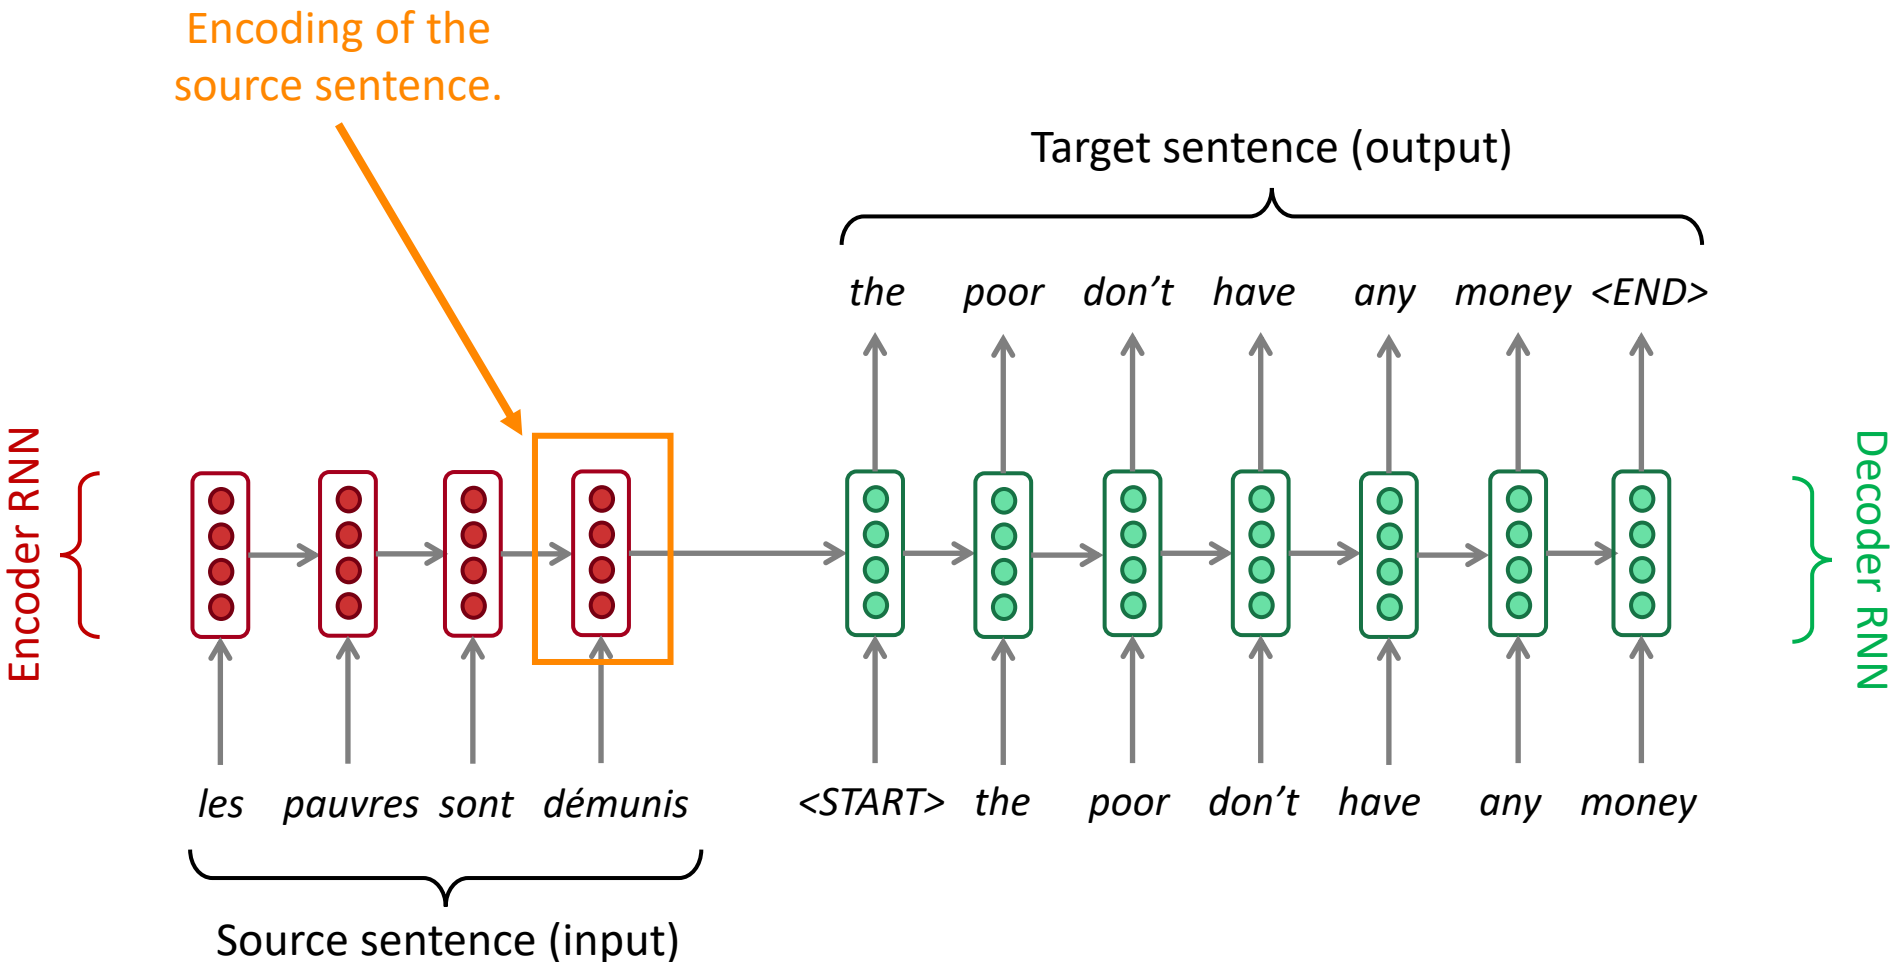 Encoding of the
source sentence.
Target sentence (output)
the poor don't have any money <END>
Encoder RNN
Decoder RNN
les pauvres sont démunis <START> the poor don't have any money
Source sentence (input)